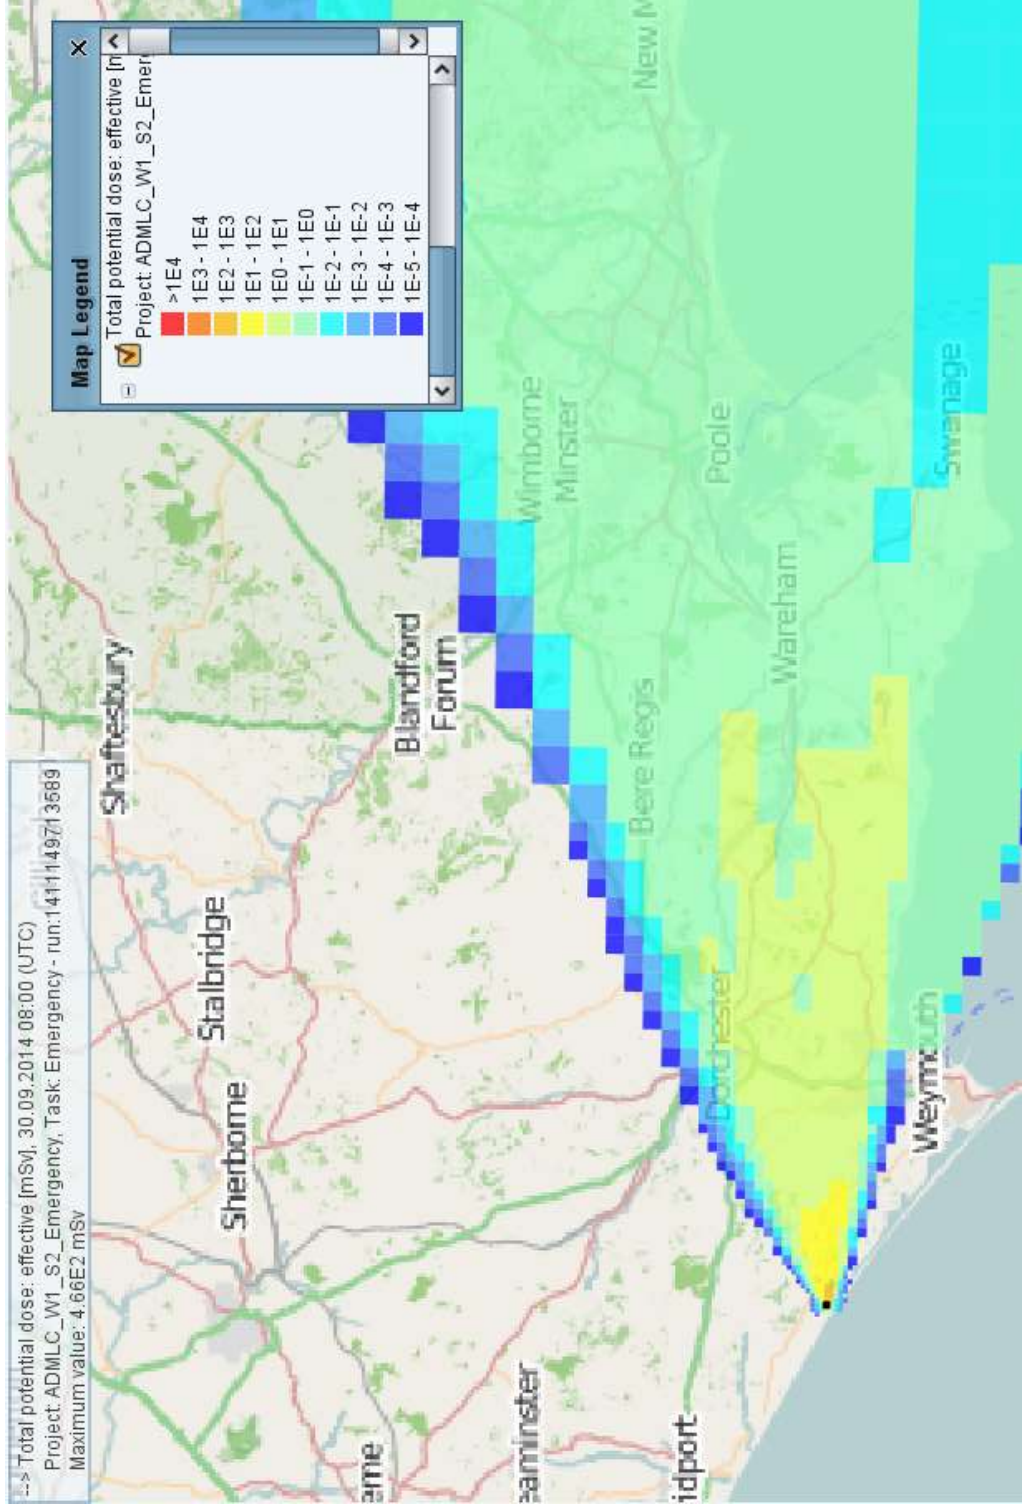 --> Total potential dose: effective [mSv], 30.09.2014 08:00 (UTC)
Project: ADMLC_W1_S2_Emergency, Task: Emergency - run:1411149713589
Maximum value: 4.66E2 mSv
Map Legend
Total potential dose: effective [m
Project: ADMLC_W1_S2_Emer
>1E4
1E3 - 1E4
1E2 - 1E3
1E1 - 1E2
1E0 - 1E1
1E-1 - 1E0
1E-2 - 1E-1
1E-3 - 1E-2
1E-4 - 1E-3
1E-5 - 1E-4
Shaftesbury
Stalbridge
Sherborne
Blandford
Forum
Wimborne
Minster
New M
erne
eaminster
idport
Dorchester
Bere Regis
Poole
Wareham
Swanage
Weymouth